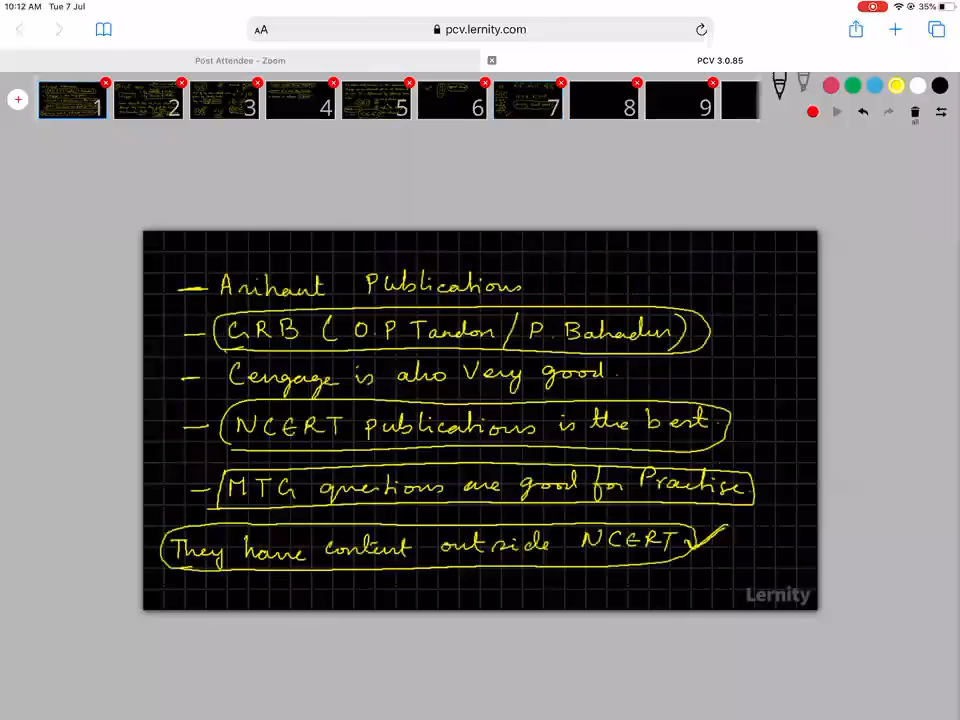 10:12 AM Tue 7 Jul
35%
AA
pcv.lernity.com
Post Attendee - Zoom
PCV 3.0.85
1 2 3 4 5 6 7 8 9
all
— Arihant Publications
— GRB ( O.P Tandon / P. Bahadur)
— Cengage is also Very good.
— NCERT publications is the best.
— MTG questions are good for Practise.
They have content outside NCERT ✓
Lernity